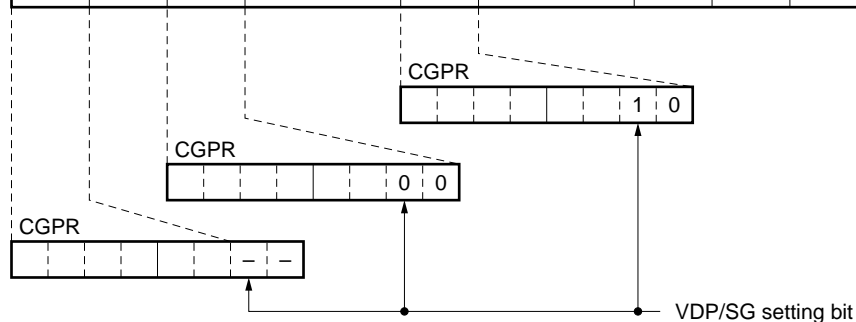 CGPR
1 0
CGPR
0 0
CGPR
– –
VDP/SG setting bit